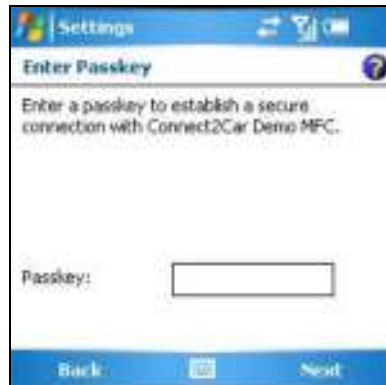 Settings
Enter Passkey
Enter a passkey to establish a secure
connection with Connect2Car Demo MFC.
Passkey:
Back
Next